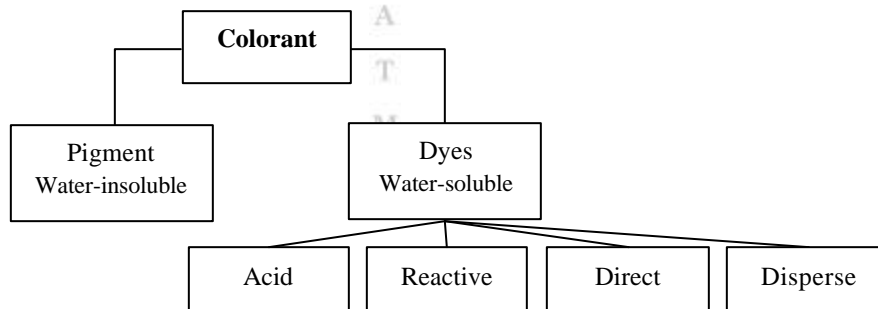 A
Colorant
T
M
Pigment
Water-insoluble
Dyes
Water-soluble
Acid
Reactive
Direct
Disperse